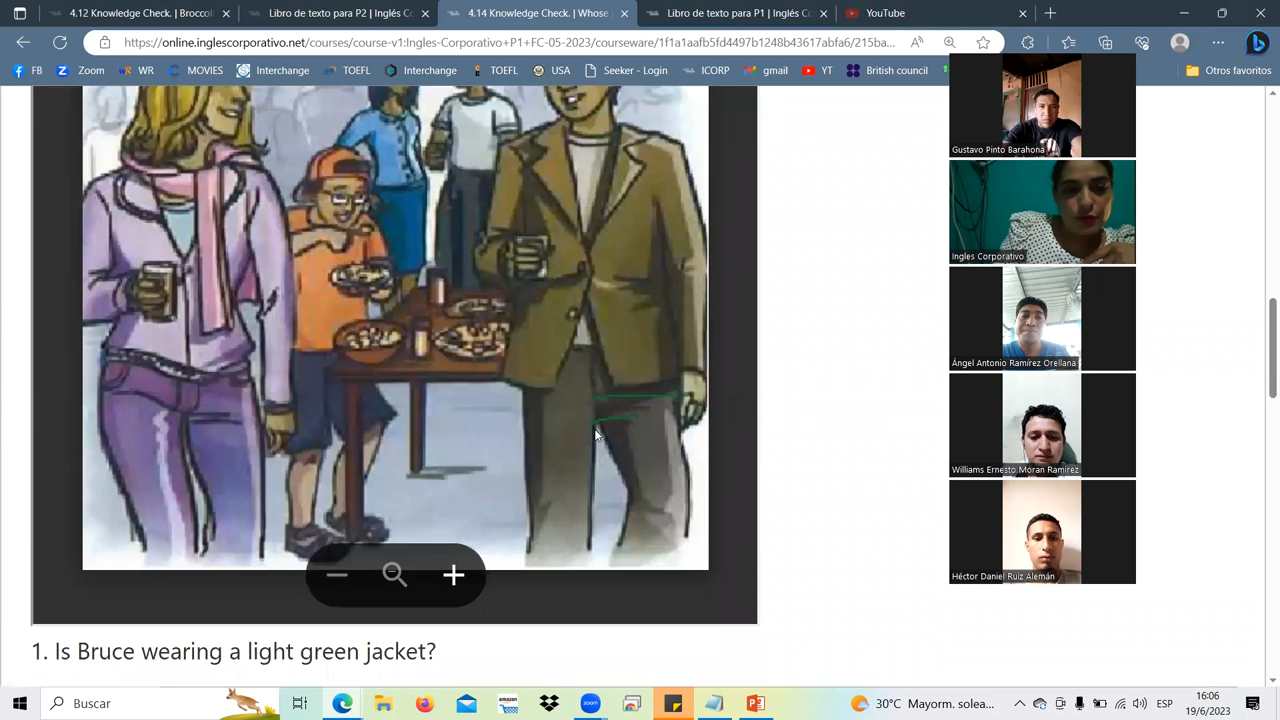 4.12 Knowledge Check. | Broccoli
Libro de texto para P2 | Inglés Co
4.14 Knowledge Check. | Whose
Libro de texto para P1 | Inglés Co
YouTube
https://online.inglescorporativo.net/courses/course-v1:Ingles-Corporativo+P1+FC-05-2023/courseware/1f1a1aafb5fd4497b1248b43617abfa6/215ba...
FB
Zoom
WR
MOVIES
Interchange
TOEFL
Interchange
TOEFL
USA
Seeker - Login
ICORP
gmail
YT
British council
Otros favoritos
Gustavo Pinto Barahona
Ingles Corporativo
Ángel Antonio Ramírez Orellana
Williams Ernesto Moran Ramirez
Héctor Daniel Ruiz Alemán
1. Is Bruce wearing a light green jacket?
Buscar
30°C Mayorm. solea...
ESP
19/6/2023